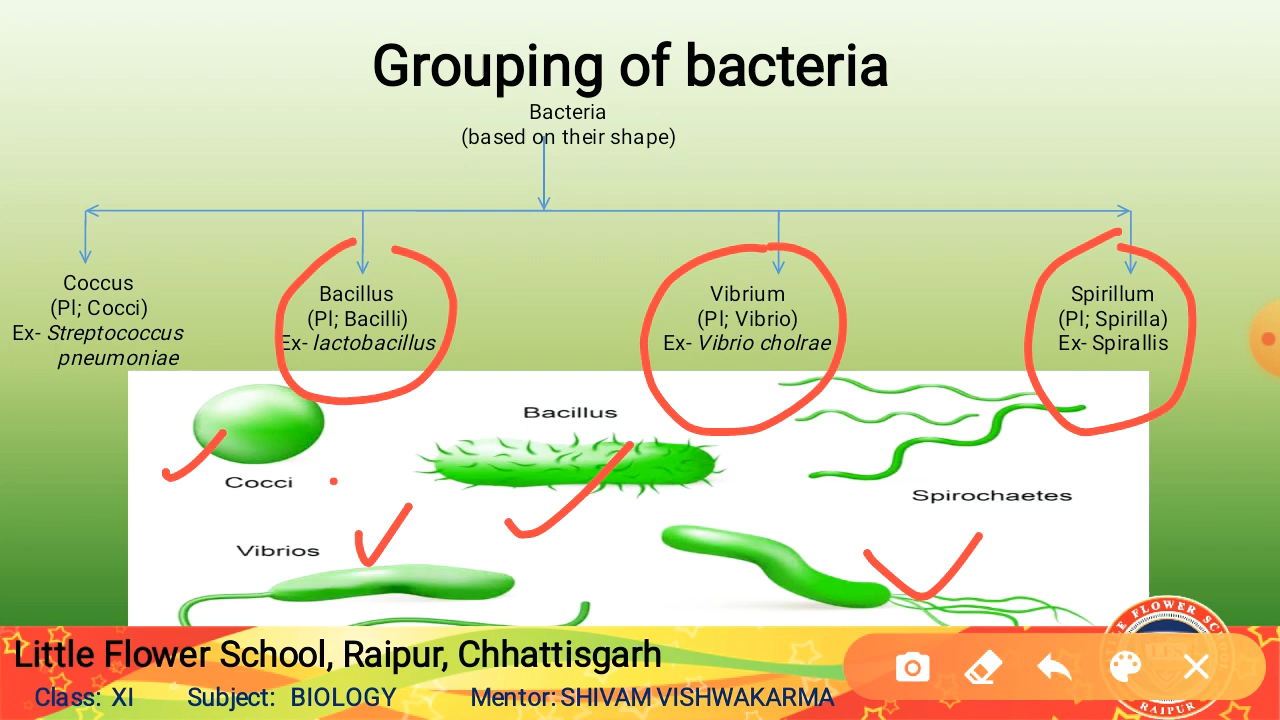 Grouping of bacteria
Bacteria
(based on their shape)
Coccus
(Pl; Cocci)
Ex- Streptococcus
pneumoniae
Bacillus
(Pl; Bacilli)
Ex- lactobacillus
Vibrium
(Pl; Vibrio)
Ex- Vibrio cholrae
Spirillum
(Pl; Spirilla)
Ex- Spirallis
Bacillus
Cocci
Spirochaetes
Vibrios
Little Flower School, Raipur, Chhattisgarh
Class: XI Subject: BIOLOGY Mentor: SHIVAM VISHWAKARMA
FLOWER
RAIPUR